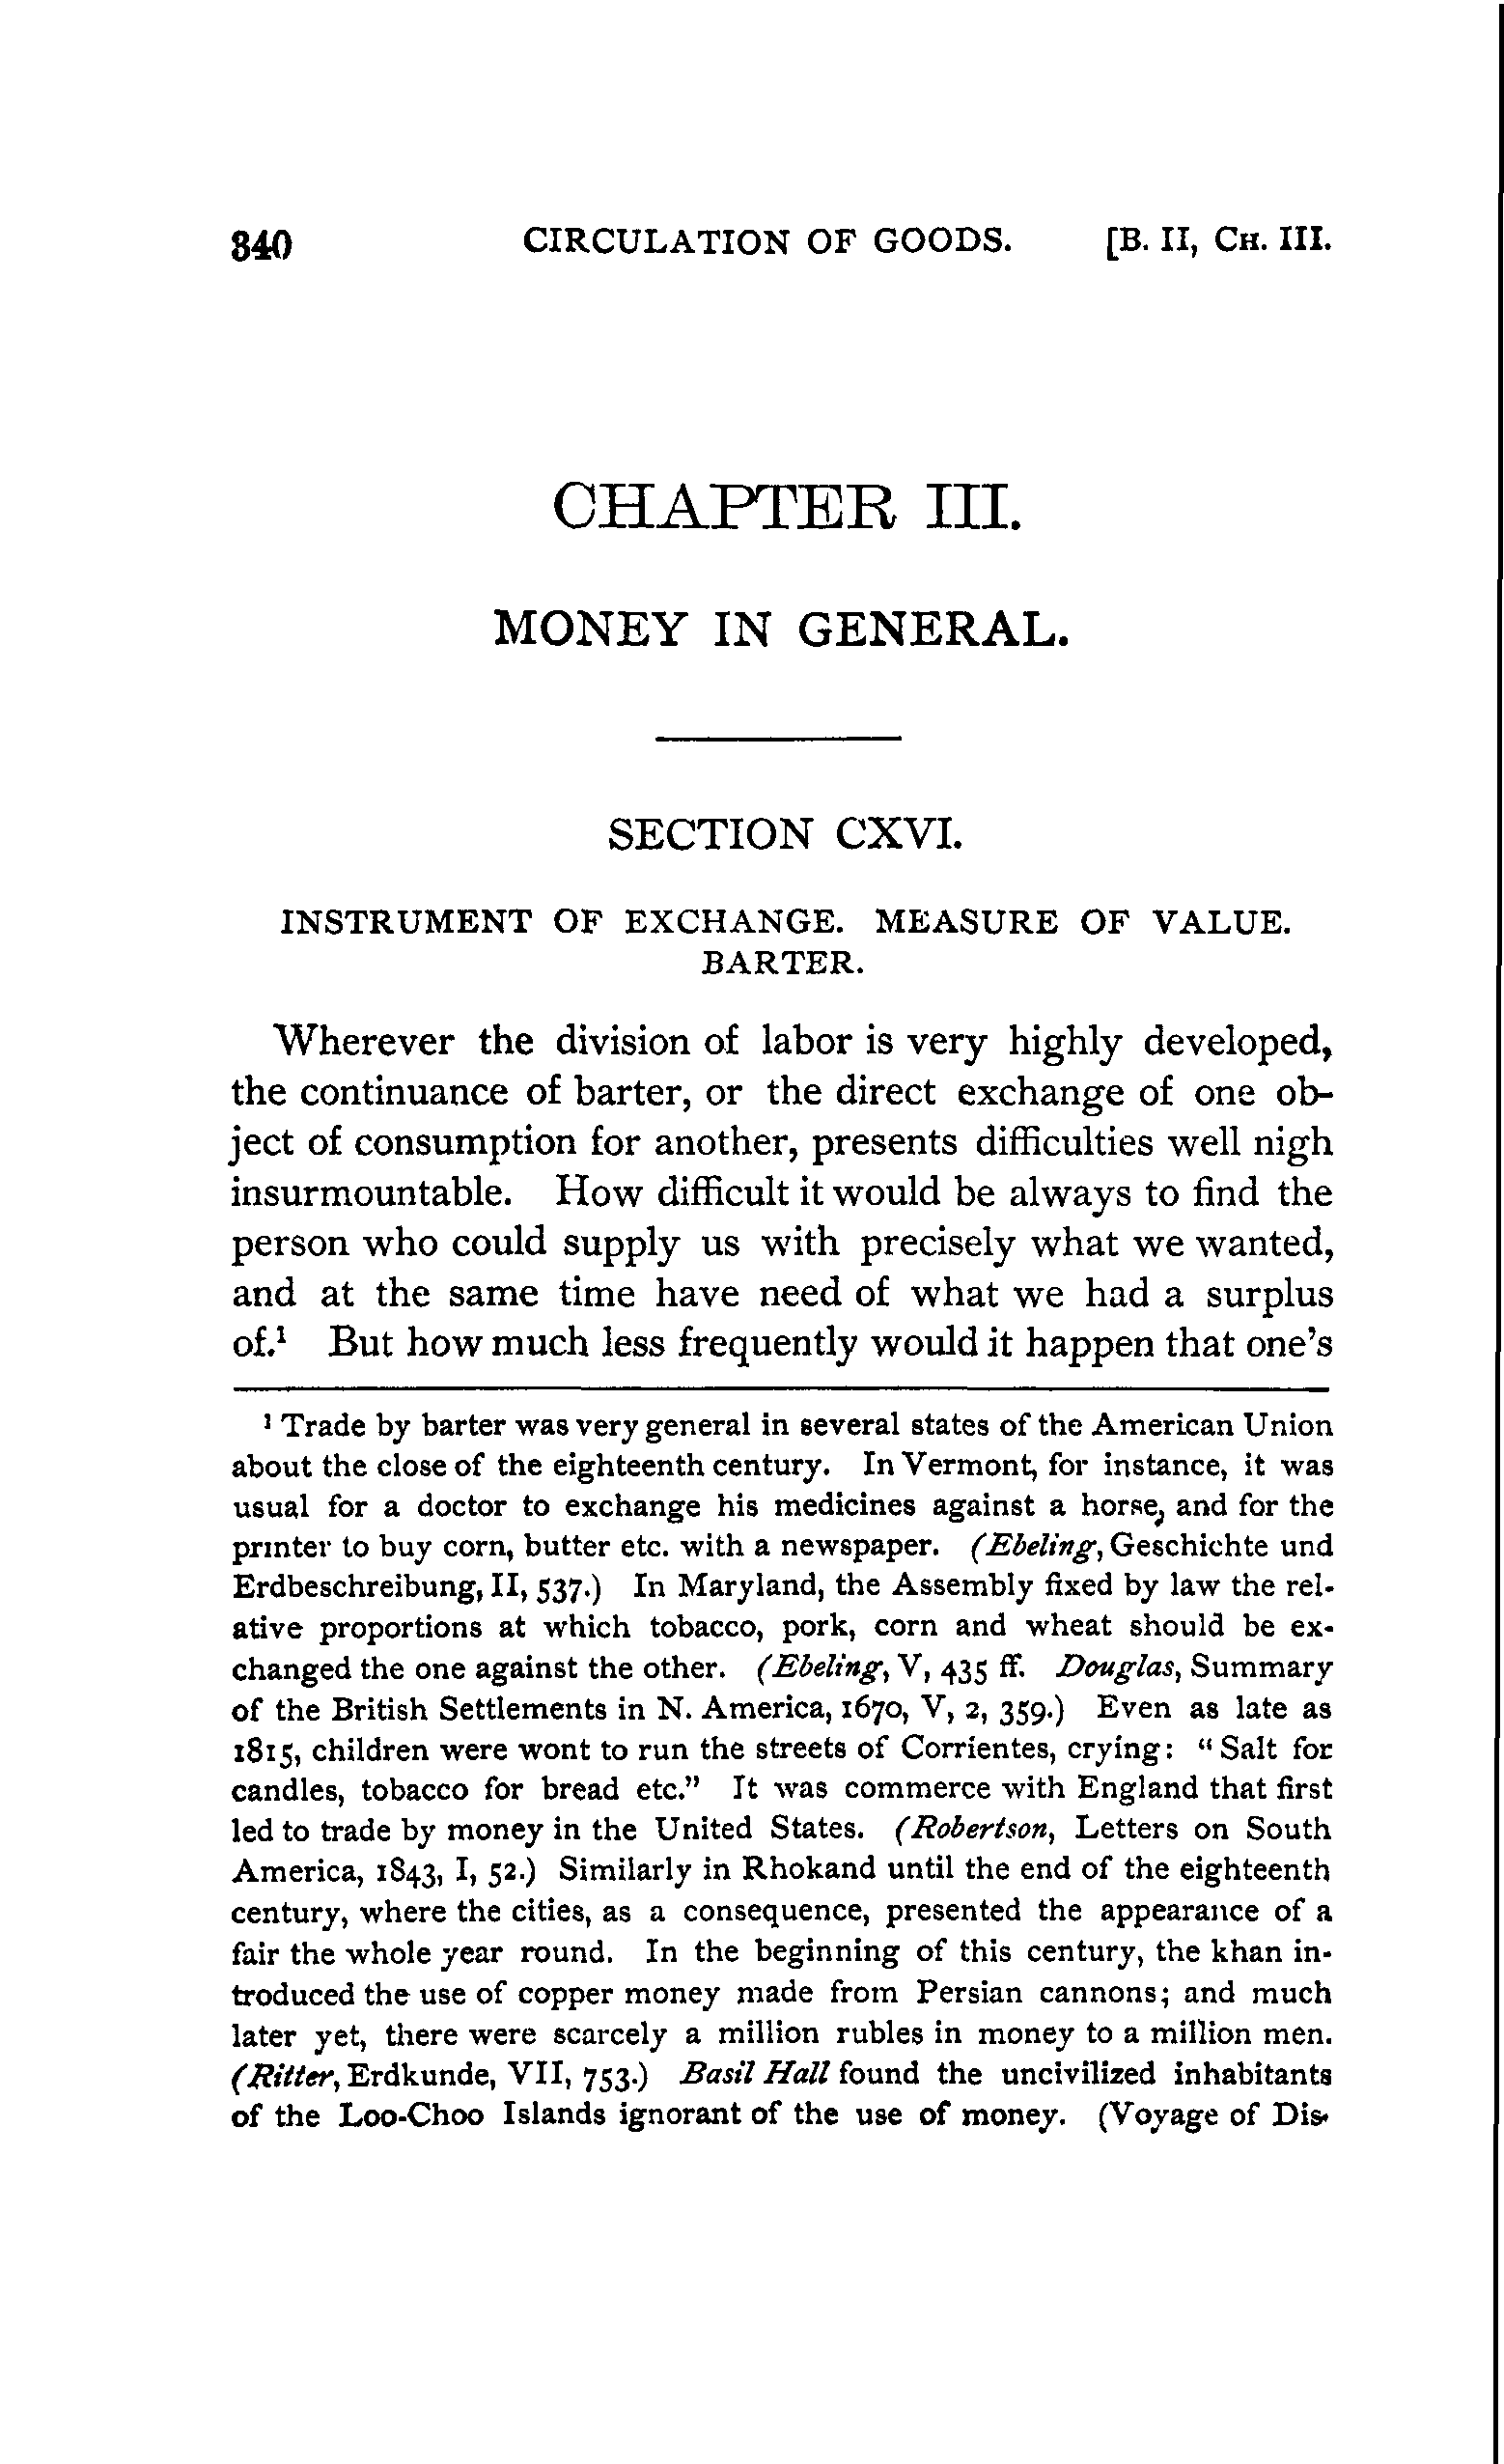 340 CIRCULATION OF GOODS. [B. II, CH. III.
CHAPTER III.
MONEY IN GENERAL.
SECTION CXVI.
INSTRUMENT OF EXCHANGE. MEASURE OF VALUE.
BARTER.
Wherever the division of labor is very highly developed,
the continuance of barter, or the direct exchange of one ob-
ject of consumption for another, presents difficulties well nigh
insurmountable. How difficult it would be always to find the
person who could supply us with precisely what we wanted,
and at the same time have need of what we had a surplus
of.¹ But how much less frequently would it happen that one's
¹ Trade by barter was very general in several states of the American Union
about the close of the eighteenth century. In Vermont, for instance, it was
usual for a doctor to exchange his medicines against a horse, and for the
printer to buy corn, butter etc. with a newspaper. (Ebeling, Geschichte und
Erdbeschreibung, II, 537.) In Maryland, the Assembly fixed by law the rel-
ative proportions at which tobacco, pork, corn and wheat should be ex-
changed the one against the other. (Ebeling, V, 435 ff. Douglas, Summary
of the British Settlements in N. America, 1670, V, 2, 359.) Even as late as
1815, children were wont to run the streets of Corrientes, crying: "Salt for
candles, tobacco for bread etc." It was commerce with England that first
led to trade by money in the United States. (Robertson, Letters on South
America, 1843, I, 52.) Similarly in Rhokand until the end of the eighteenth
century, where the cities, as a consequence, presented the appearance of a
fair the whole year round. In the beginning of this century, the khan in-
troduced the use of copper money made from Persian cannons; and much
later yet, there were scarcely a million rubles in money to a million men.
(Ritter, Erdkunde, VII, 753.) Basil Hall found the uncivilized inhabitants
of the Loo-Choo Islands ignorant of the use of money. (Voyage of Dis-